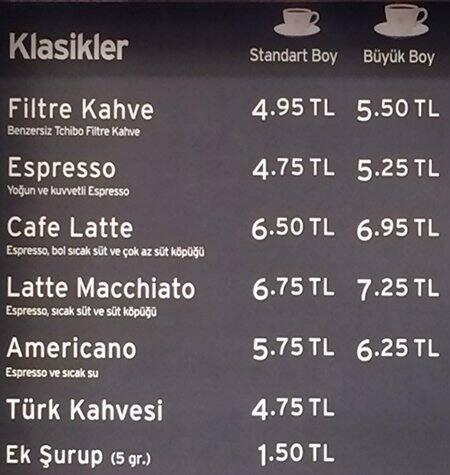 Klasikler Standart Boy Büyük Boy
Filtre Kahve 4.95 TL 5.50 TL
Benzersiz Tchibo Filtre Kahve
Espresso 4.75 TL 5.25 TL
Yoğun ve kuvvetli Espresso
Cafe Latte 6.50 TL 6.95 TL
Espresso, bol sıcak süt ve çok az süt köpüğü
Latte Macchiato 6.75 TL 7.25 TL
Espresso, sıcak süt ve süt köpüğü
Americano 5.75 TL 6.25 TL
Espresso ve sıcak su
Türk Kahvesi 4.75 TL
Ek Şurup (5 gr.) 1.50 TL